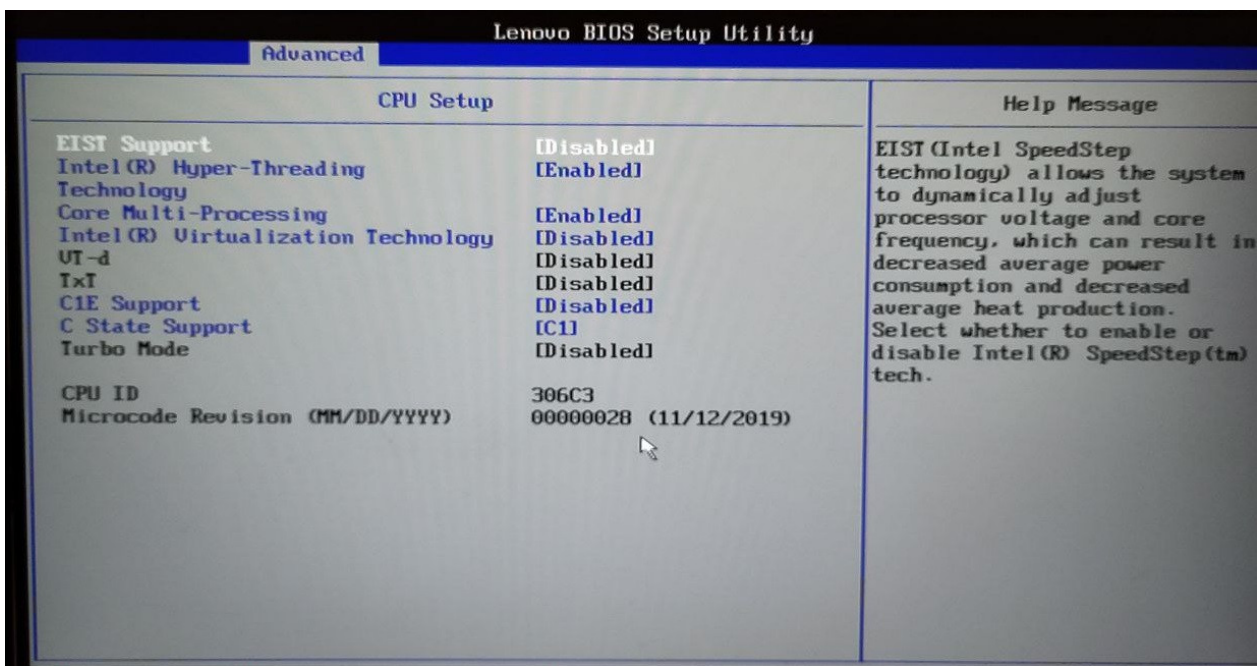 Lenovo BIOS Setup Utility
Advanced
CPU Setup
EIST Support [Disabled]
Intel(R) Hyper-Threading [Enabled]
Technology
Core Multi-Processing [Enabled]
Intel(R) Virtualization Technology [Disabled]
VT-d [Disabled]
TxT [Disabled]
C1E Support [Disabled]
C State Support [C1]
Turbo Mode [Disabled]
CPU ID 306C3
Microcode Revision (MM/DD/YYYY) 00000028 (11/12/2019)
Help Message
EIST(Intel SpeedStep
technology) allows the system
to dynamically adjust
processor voltage and core
frequency, which can result in
decreased average power
consumption and decreased
average heat production.
Select whether to enable or
disable Intel(R) SpeedStep(tm)
tech.